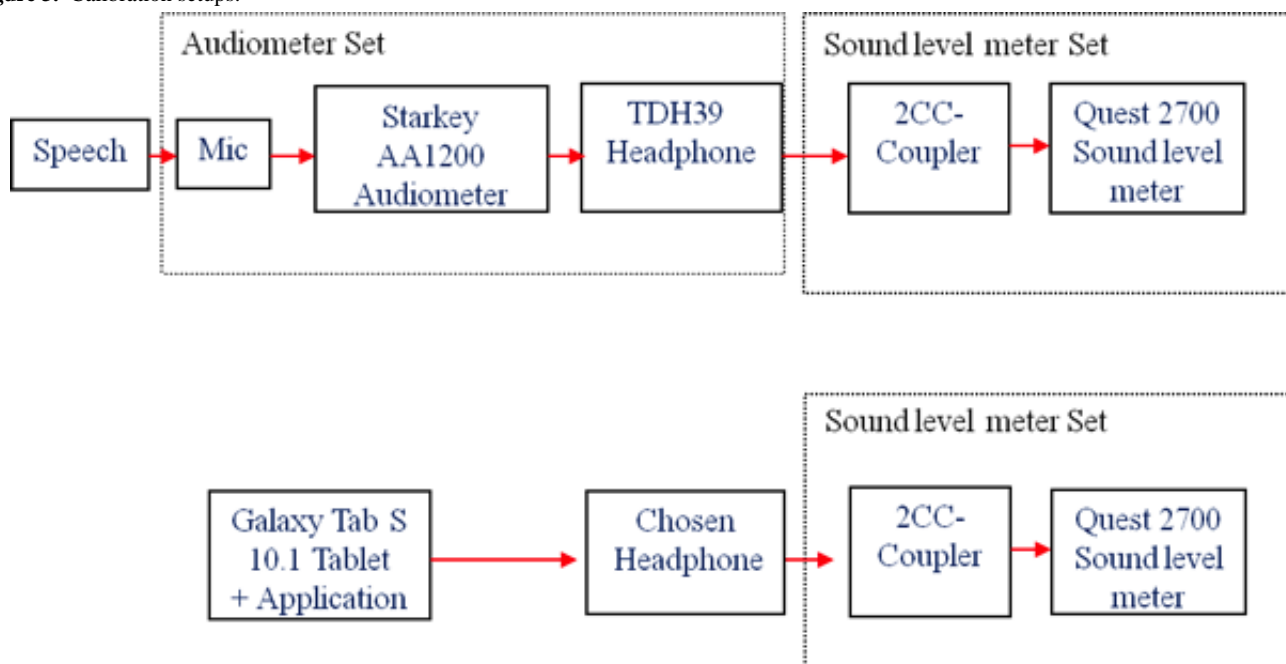 Audiometer Set
Sound level meter Set
Speech
Mic
Starkey
AA1200
Audiometer
TDH39
Headphone
2CC-
Coupler
Quest 2700
Sound level
meter
Sound level meter Set
Galaxy Tab S
10.1 Tablet
+ Application
Chosen
Headphone
2CC-
Coupler
Quest 2700
Sound level
meter